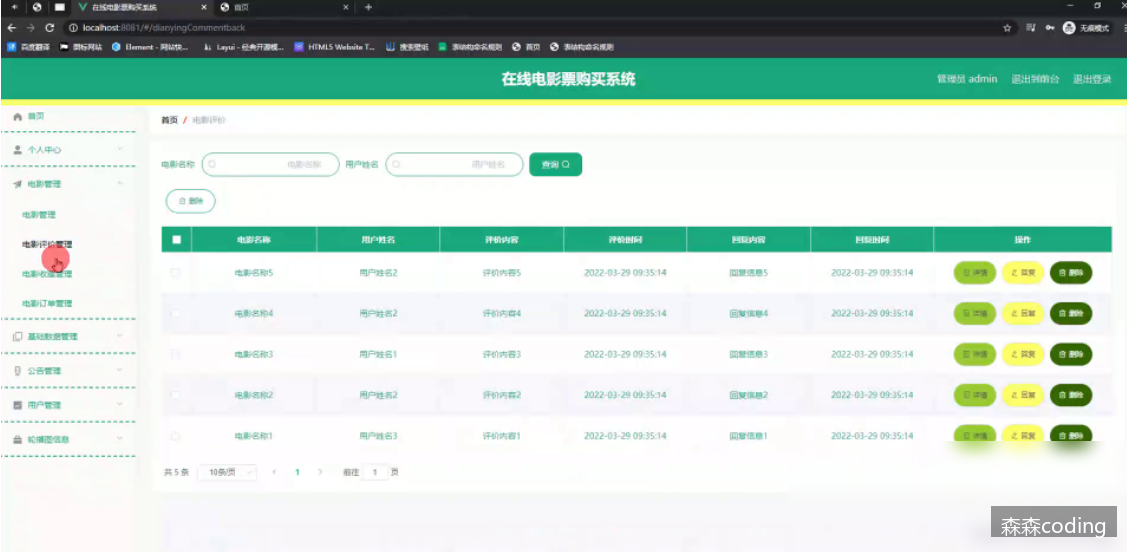 在线电影票购买系统
首页
localhost:8081/#/dianyingCommentback
无痕模式
百度翻译
图标网站
Element - 网站快...
Layui - 经典开源模...
HTML5 Website T...
搜索壁纸
表结构命名规则
首页
表结构命名规则
在线电影票购买系统
管理员 admin
退出到前台
退出登录
首页
个人中心
电影管理
电影管理
电影评价管理
电影收藏管理
电影订单管理
基础数据管理
公告管理
用户管理
轮播图信息
首页 / 电影评价
电影名称 电影名称 用户姓名 用户姓名 查询
删除
电影名称 用户姓名 评价内容 评价时间 回复内容 回复时间 操作
电影名称5 用户姓名2 评价内容5 2022-03-29 09:35:14 回复信息5 2022-03-29 09:35:14 详情 回复 删除
电影名称4 用户姓名2 评价内容4 2022-03-29 09:35:14 回复信息4 2022-03-29 09:35:14 详情 回复 删除
电影名称3 用户姓名1 评价内容3 2022-03-29 09:35:14 回复信息3 2022-03-29 09:35:14 详情 回复 删除
电影名称2 用户姓名2 评价内容2 2022-03-29 09:35:14 回复信息2 2022-03-29 09:35:14 详情 回复 删除
电影名称1 用户姓名3 评价内容1 2022-03-29 09:35:14 回复信息1 2022-03-29 09:35:14 详情 回复 删除
共 5 条 10条/页 1 前往 1 页
森森coding